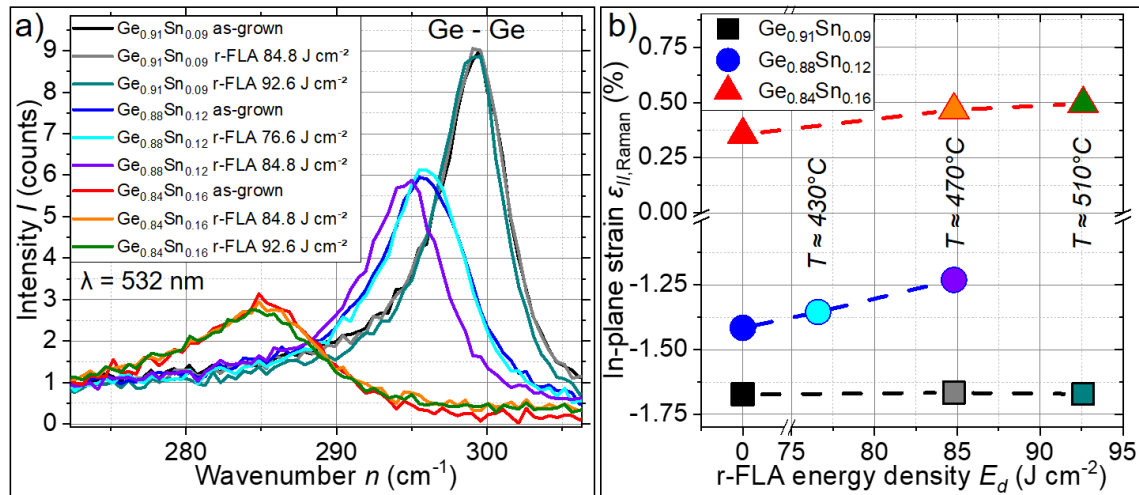 a)
Ge - Ge
Ge₀.₉₁Sn₀.₀₉ as-grown
Ge₀.₉₁Sn₀.₀₉ r-FLA 84.8 J cm⁻²
Ge₀.₉₁Sn₀.₀₉ r-FLA 92.6 J cm⁻²
Ge₀.₈₈Sn₀.₁₂ as-grown
Ge₀.₈₈Sn₀.₁₂ r-FLA 76.6 J cm⁻²
Ge₀.₈₈Sn₀.₁₂ r-FLA 84.8 J cm⁻²
Ge₀.₈₄Sn₀.₁₆ as-grown
Ge₀.₈₄Sn₀.₁₆ r-FLA 84.8 J cm⁻²
Ge₀.₈₄Sn₀.₁₆ r-FLA 92.6 J cm⁻²
λ = 532 nm
Intensity I (counts)
9
8
7
6
5
4
3
2
1
0
280
290
300
Wavenumber n (cm⁻¹)
b)
Ge₀.₉₁Sn₀.₀₉
Ge₀.₈₈Sn₀.₁₂
Ge₀.₈₄Sn₀.₁₆
In-plane strain ε_II,Raman (%)
0.75
0.50
0.25
0.00
-1.25
-1.50
-1.75
T ≈ 430°C
T ≈ 470°C
T ≈ 510°C
0
75
80
85
90
95
r-FLA energy density E_d (J cm⁻²)